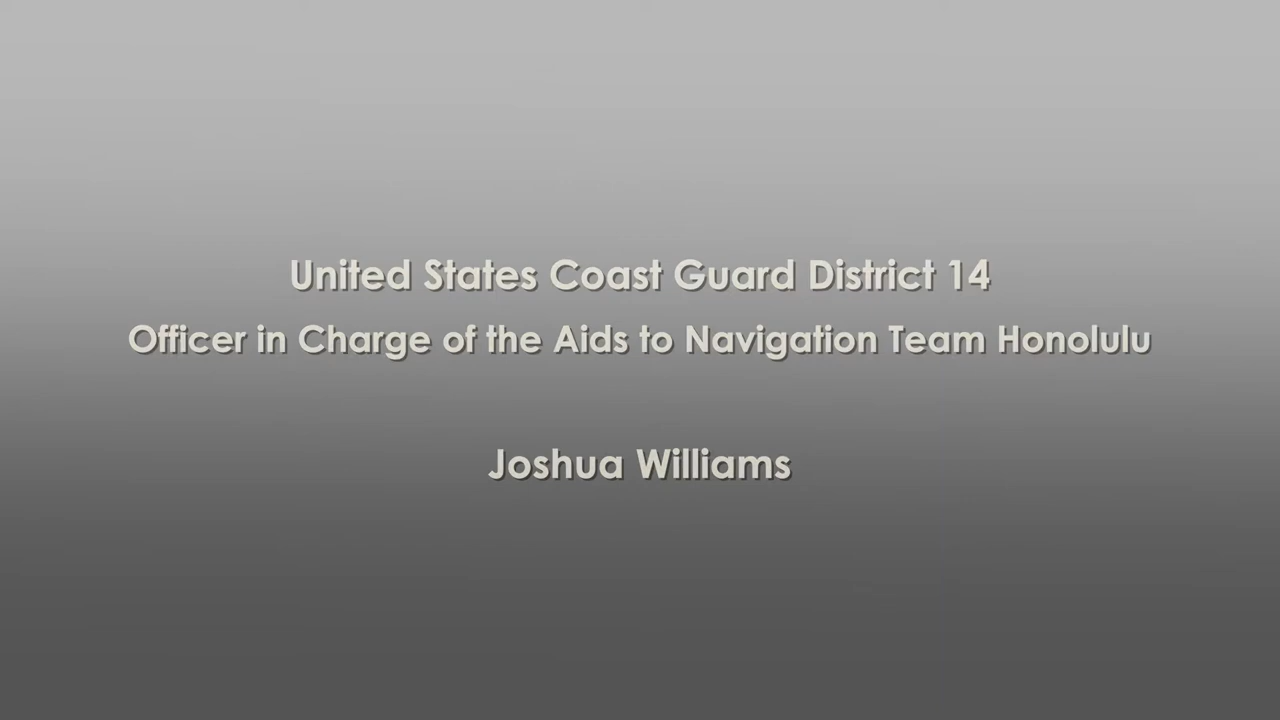 United States Coast Guard District 14
Officer in Charge of the Aids to Navigation Team Honolulu
Joshua Williams